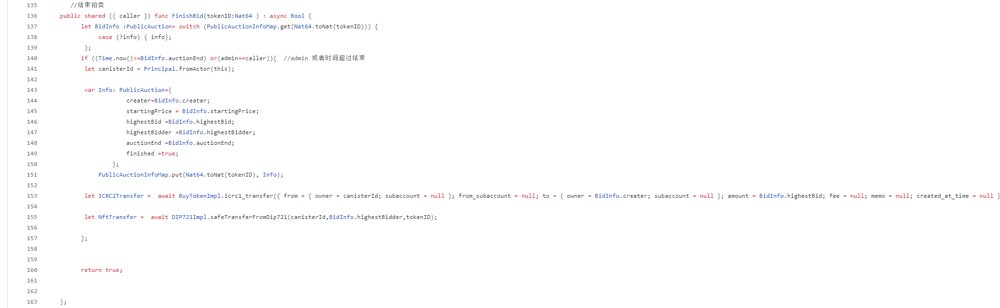 135 //结束拍卖
136 public shared ({ caller }) func FinishBid(tokenID:Nat64 ) : async Bool {
137 let BidInfo :PublicAuction= switch (PublicAuctionInfoMap.get(Nat64.toNat(tokenID))) {
138 case (?info) { info};
139 };
140 if ((Time.now()>=BidInfo.auctionEnd) or(admin==caller)){ //admin 或者时间超过结束
141 let canisterId = Principal.fromActor(this);
142
143 var Info: PublicAuction={
144 creater=BidInfo.creater;
145 startingPrice = BidInfo.startingPrice;
146 highestBid =BidInfo.highestBid;
147 highestBidder =BidInfo.highestBidder;
148 auctionEnd =BidInfo.auctionEnd;
149 finished =true;
150 };
151 PublicAuctionInfoMap.put(Nat64.toNat(tokenID), Info);
152
153 let ICRC2Transfer = await BuyTokenImpl.icrc1_transfer({ from = { owner = canisterId; subaccount = null }; from_subaccount = null; to = { owner = BidInfo.creater; subaccount = null }; amount = BidInfo.highestBid; fee = null; memo = null; created_at_time = null }
154
155 let NftTransfer = await DIP721Impl.safeTransferFromDip721(canisterId,BidInfo.highestBidder,tokenID);
156
157 };
158
159
160 return true;
161
162
163 };